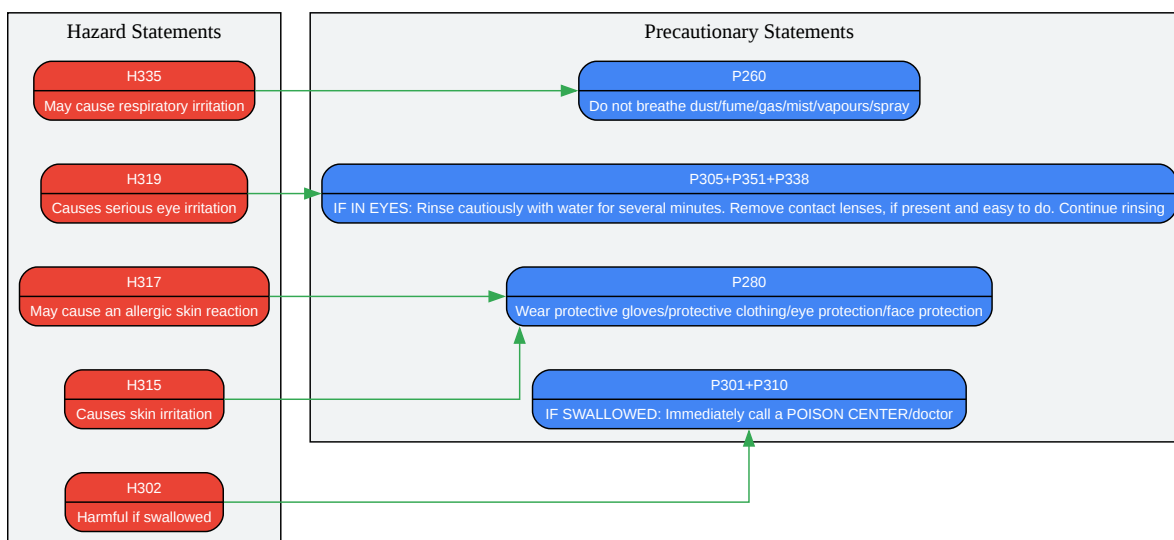 Hazard Statements
H335
May cause respiratory irritation
H319
Causes serious eye irritation
H317
May cause an allergic skin reaction
H315
Causes skin irritation
H302
Harmful if swallowed
Precautionary Statements
P260
Do not breathe dust/fume/gas/mist/vapours/spray
P305+P351+P338
IF IN EYES: Rinse cautiously with water for several minutes. Remove contact lenses, if present and easy to do. Continue rinsing
P280
Wear protective gloves/protective clothing/eye protection/face protection
P301+P310
IF SWALLOWED: Immediately call a POISON CENTER/doctor